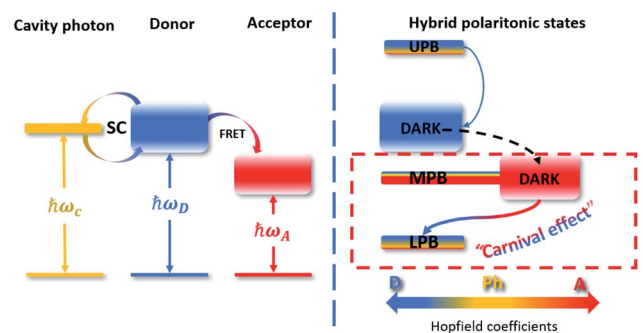 Cavity photon
Donor
Acceptor
SC
FRET
ħω_c
ħω_D
ħω_A
Hybrid polaritonic states
UPB
DARK
MPB
DARK
LPB
"Carnival effect"
D
Ph
A
Hopfield coefficients